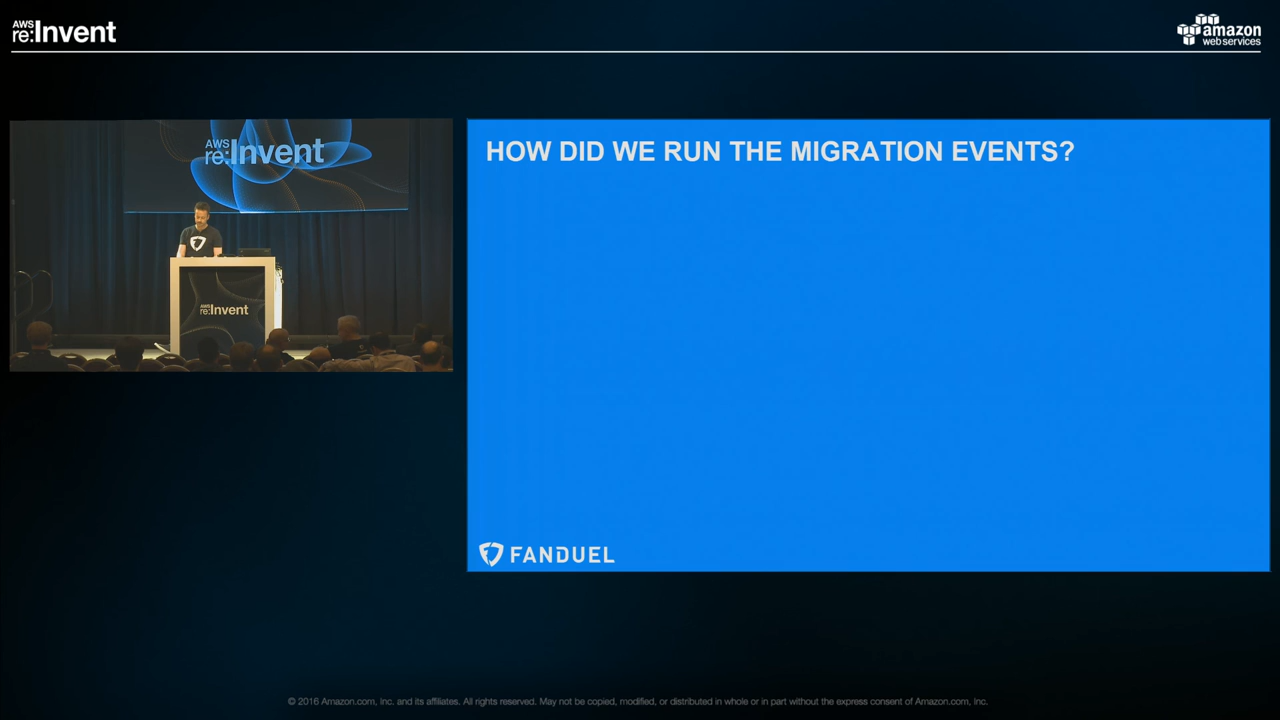 AWS
re:Invent
amazon
web services
AWS
re:Invent
AWS
re:Invent
HOW DID WE RUN THE MIGRATION EVENTS?
FANDUEL
© 2016 Amazon.com, Inc. and its affiliates. All rights reserved. May not be copied, modified, or distributed in whole or in part without the express consent of Amazon.com, Inc.